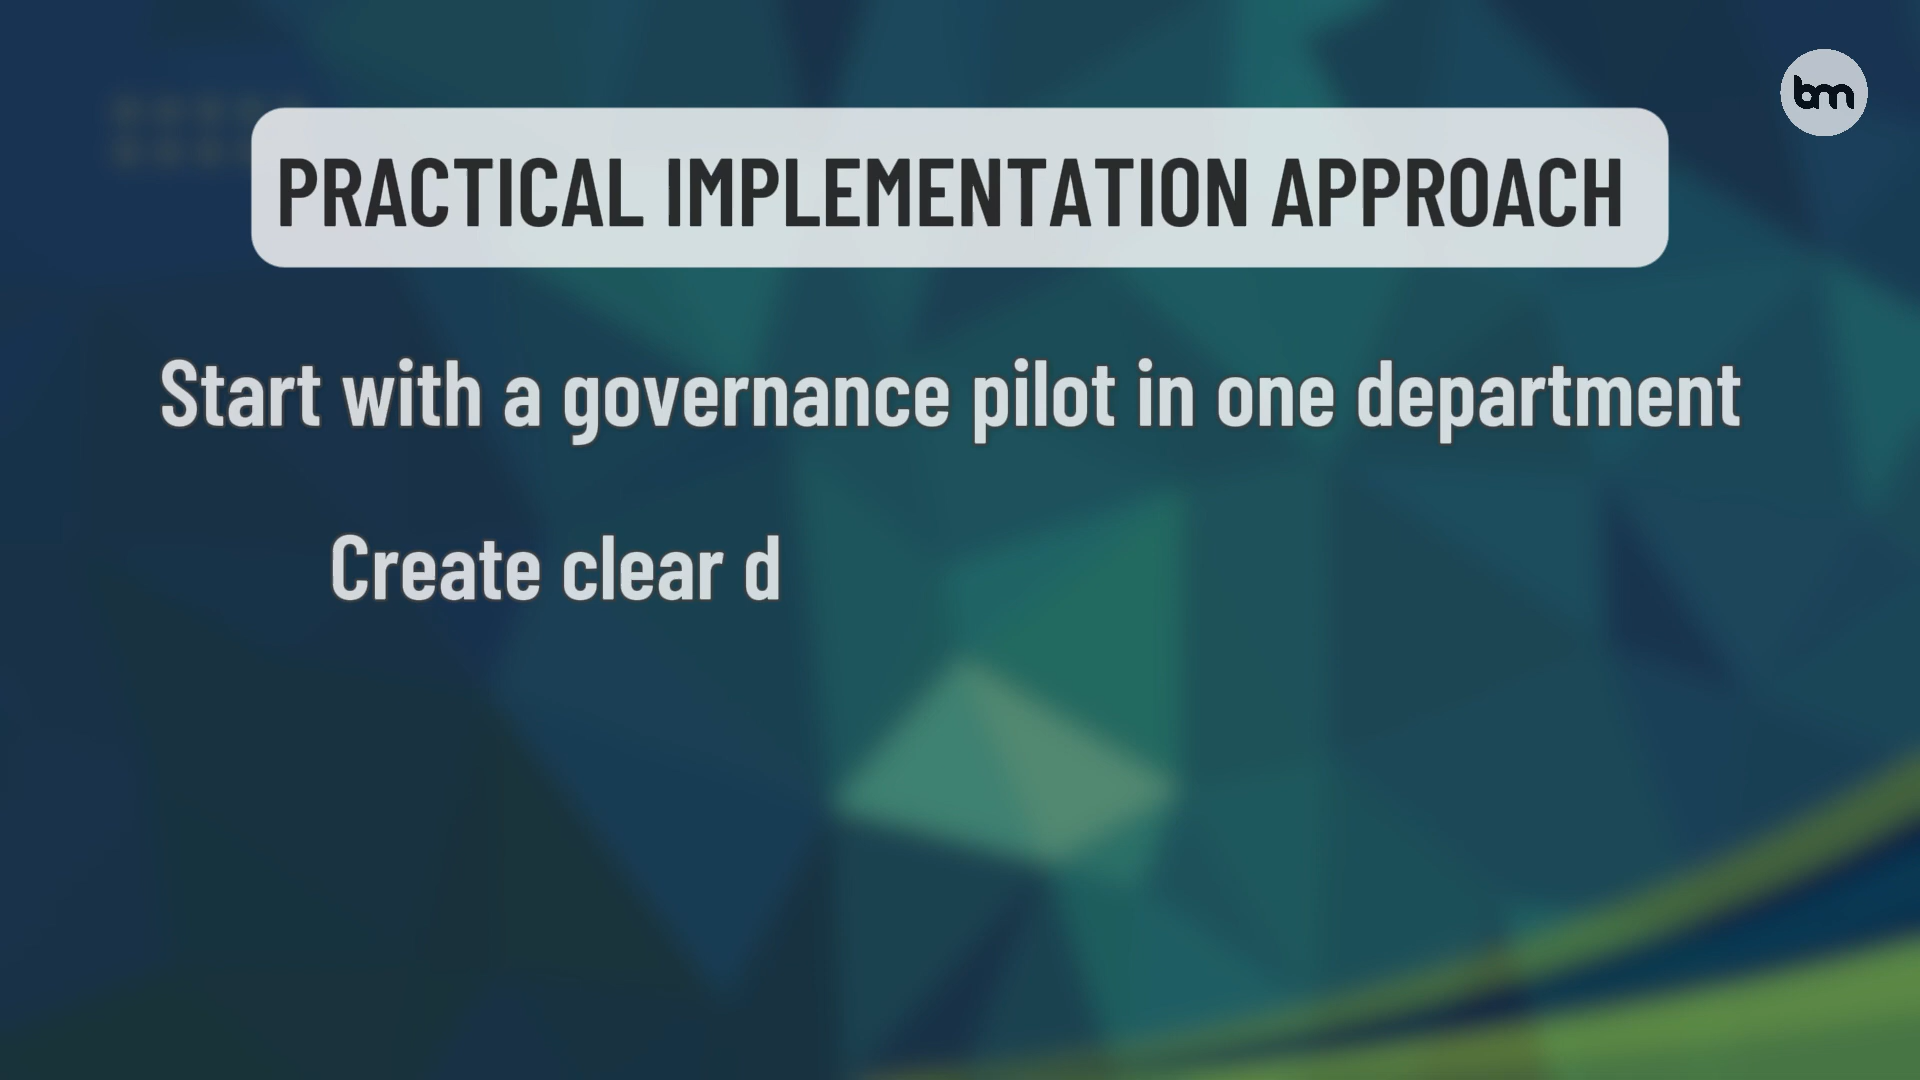 bm
PRACTICAL IMPLEMENTATION APPROACH
Start with a governance pilot in one department
Create clear d